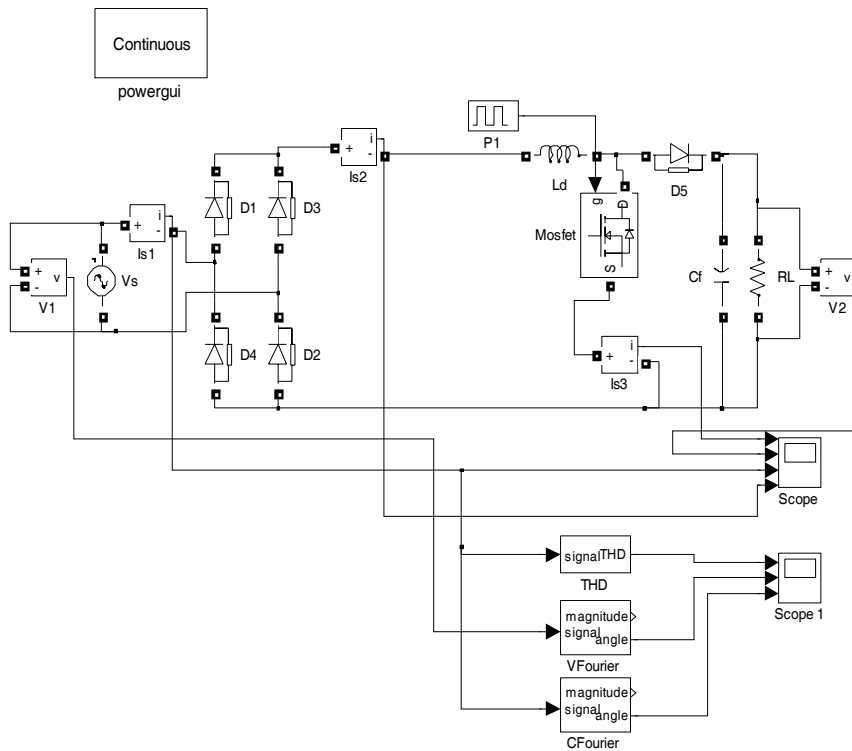 Continuous
powergui
i
+
-
Is2
P1
Ld
D5
D1
D3
g
D
Mosfet
S
i
+
-
Is1
Vs
+
v
-
V1
Cf
RL
+
v
-
V2
D4
D2
i
+
-
Is3
Scope
signal THD
THD
Scope 1
magnitude
signal
angle
VFourier
magnitude
signal
angle
CFourier